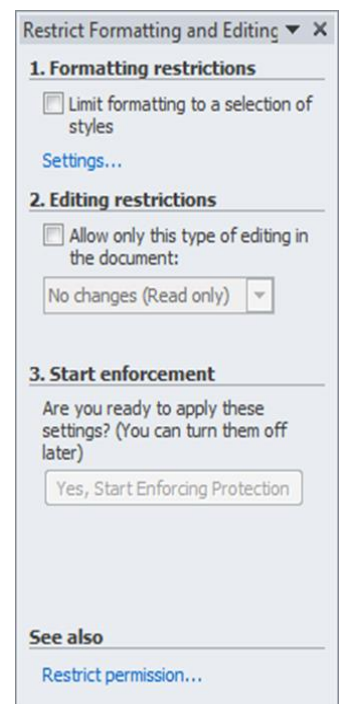 Restrict Formatting and Editing
1. Formatting restrictions
Limit formatting to a selection of
styles
Settings...
2. Editing restrictions
Allow only this type of editing in
the document:
No changes (Read only)
3. Start enforcement
Are you ready to apply these
settings? (You can turn them off
later)
Yes, Start Enforcing Protection
See also
Restrict permission...